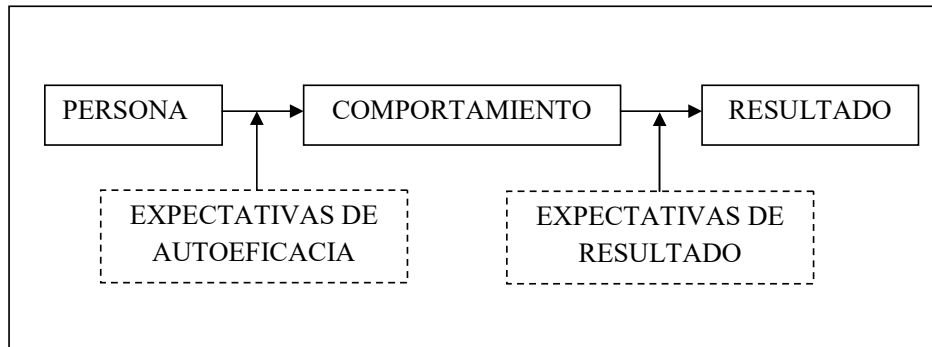 PERSONA
COMPORTAMIENTO
RESULTADO
EXPECTATIVAS DE
AUTOEFICACIA
EXPECTATIVAS DE
RESULTADO